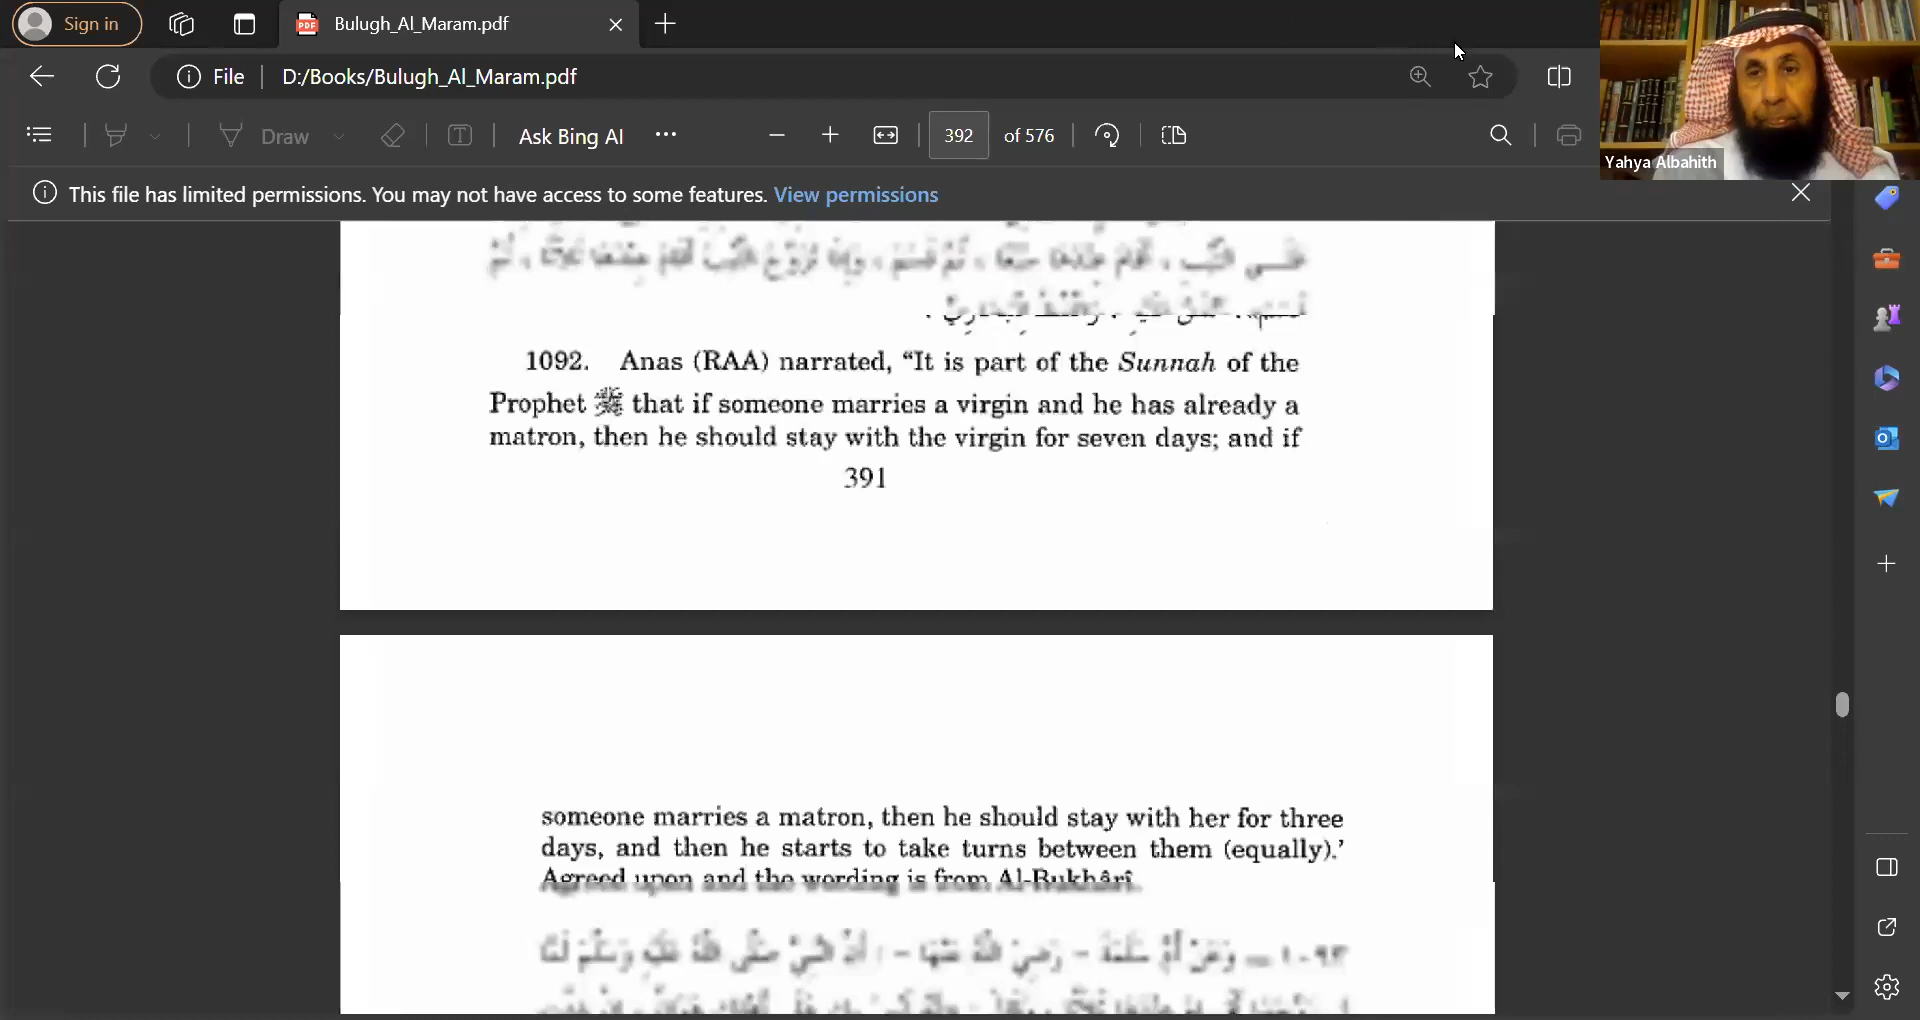 Sign in
Bulugh_Al_Maram.pdf
File
D:/Books/Bulugh_Al_Maram.pdf
Draw
Ask Bing AI
392 of 576
Yahya Albahith
This file has limited permissions. You may not have access to some features. View permissions
1092. Anas (RAA) narrated, “It is part of the Sunnah of the
Prophet ﷺ that if someone marries a virgin and he has already a
matron, then he should stay with the virgin for seven days; and if
391
someone marries a matron, then he should stay with her for three
days, and then he starts to take turns between them (equally).’
Agreed upon and the wording is from Al-Bukhârî.